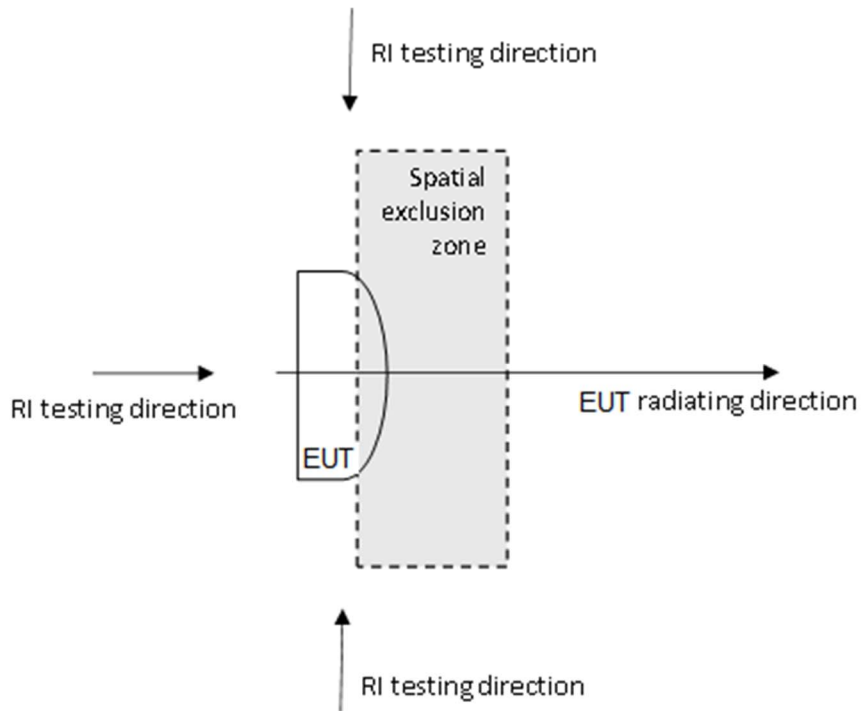 RI testing direction
Spatial
exclusion
zone
RI testing direction
EUT radiating direction
EUT
RI testing direction